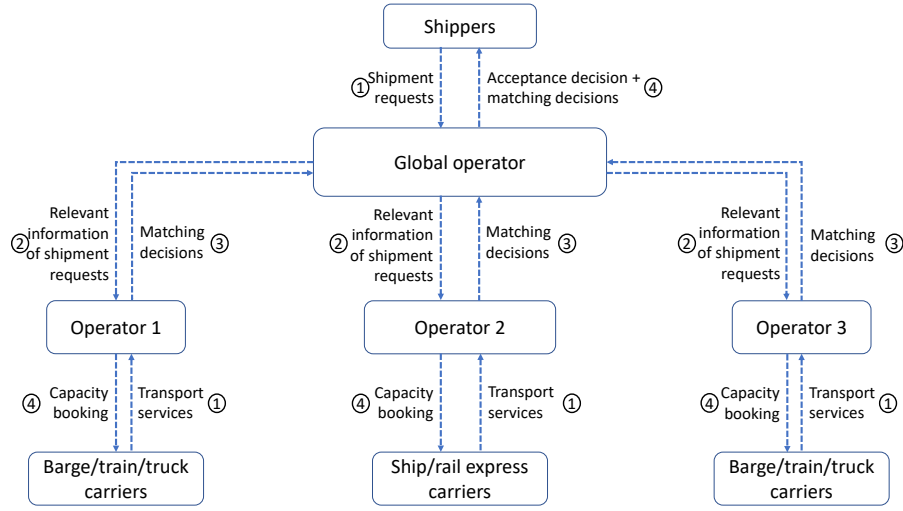 Shippers
① Shipment
requests
Acceptance decision +
matching decisions ④
Global operator
Relevant
② information
of shipment
requests
Matching
decisions ③
Relevant
② information
of shipment
requests
Matching
decisions ③
Relevant
② information
of shipment
requests
Matching
decisions ③
Operator 1
Operator 2
Operator 3
④ Capacity
booking
Transport
services ①
④ Capacity
booking
Transport
services ①
④ Capacity
booking
Transport
services ①
Barge/train/truck
carriers
Ship/rail express
carriers
Barge/train/truck
carriers